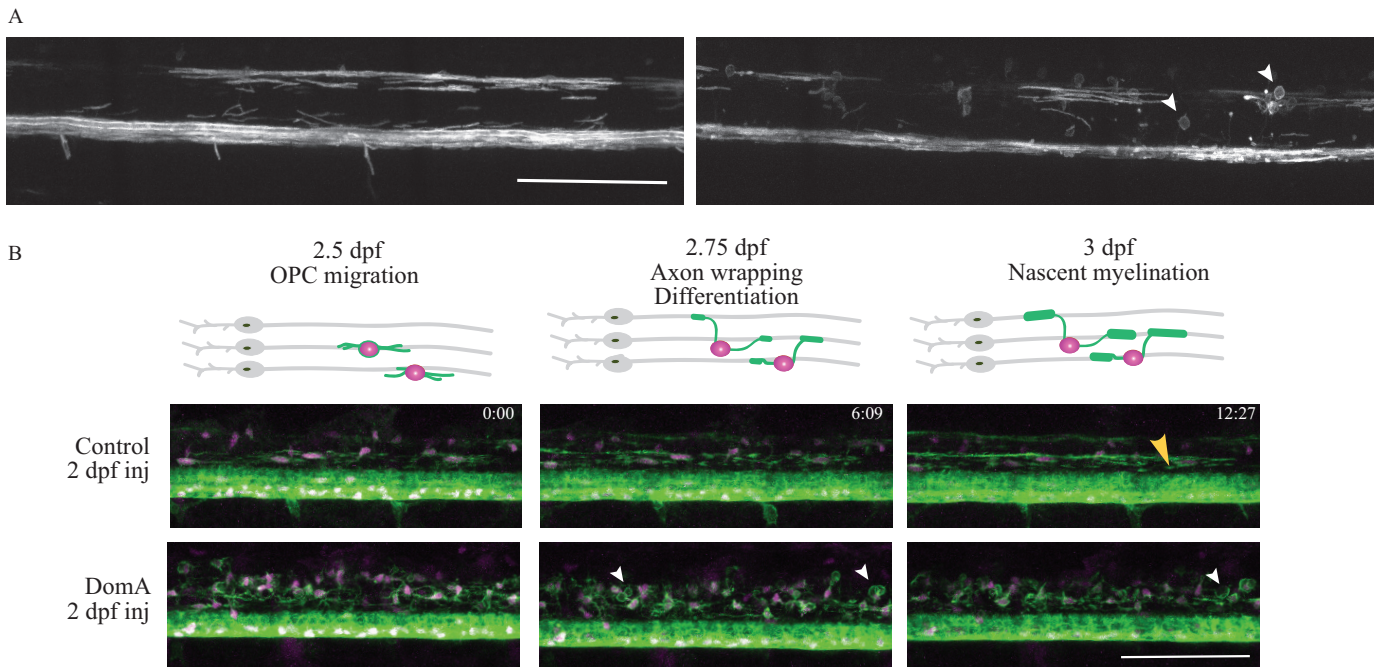 A
B
2.5 dpf
OPC migration
2.75 dpf
Axon wrapping
Differentiation
3 dpf
Nascent myelination
Control
2 dpf inj
0:00
6:09
12:27
DomA
2 dpf inj